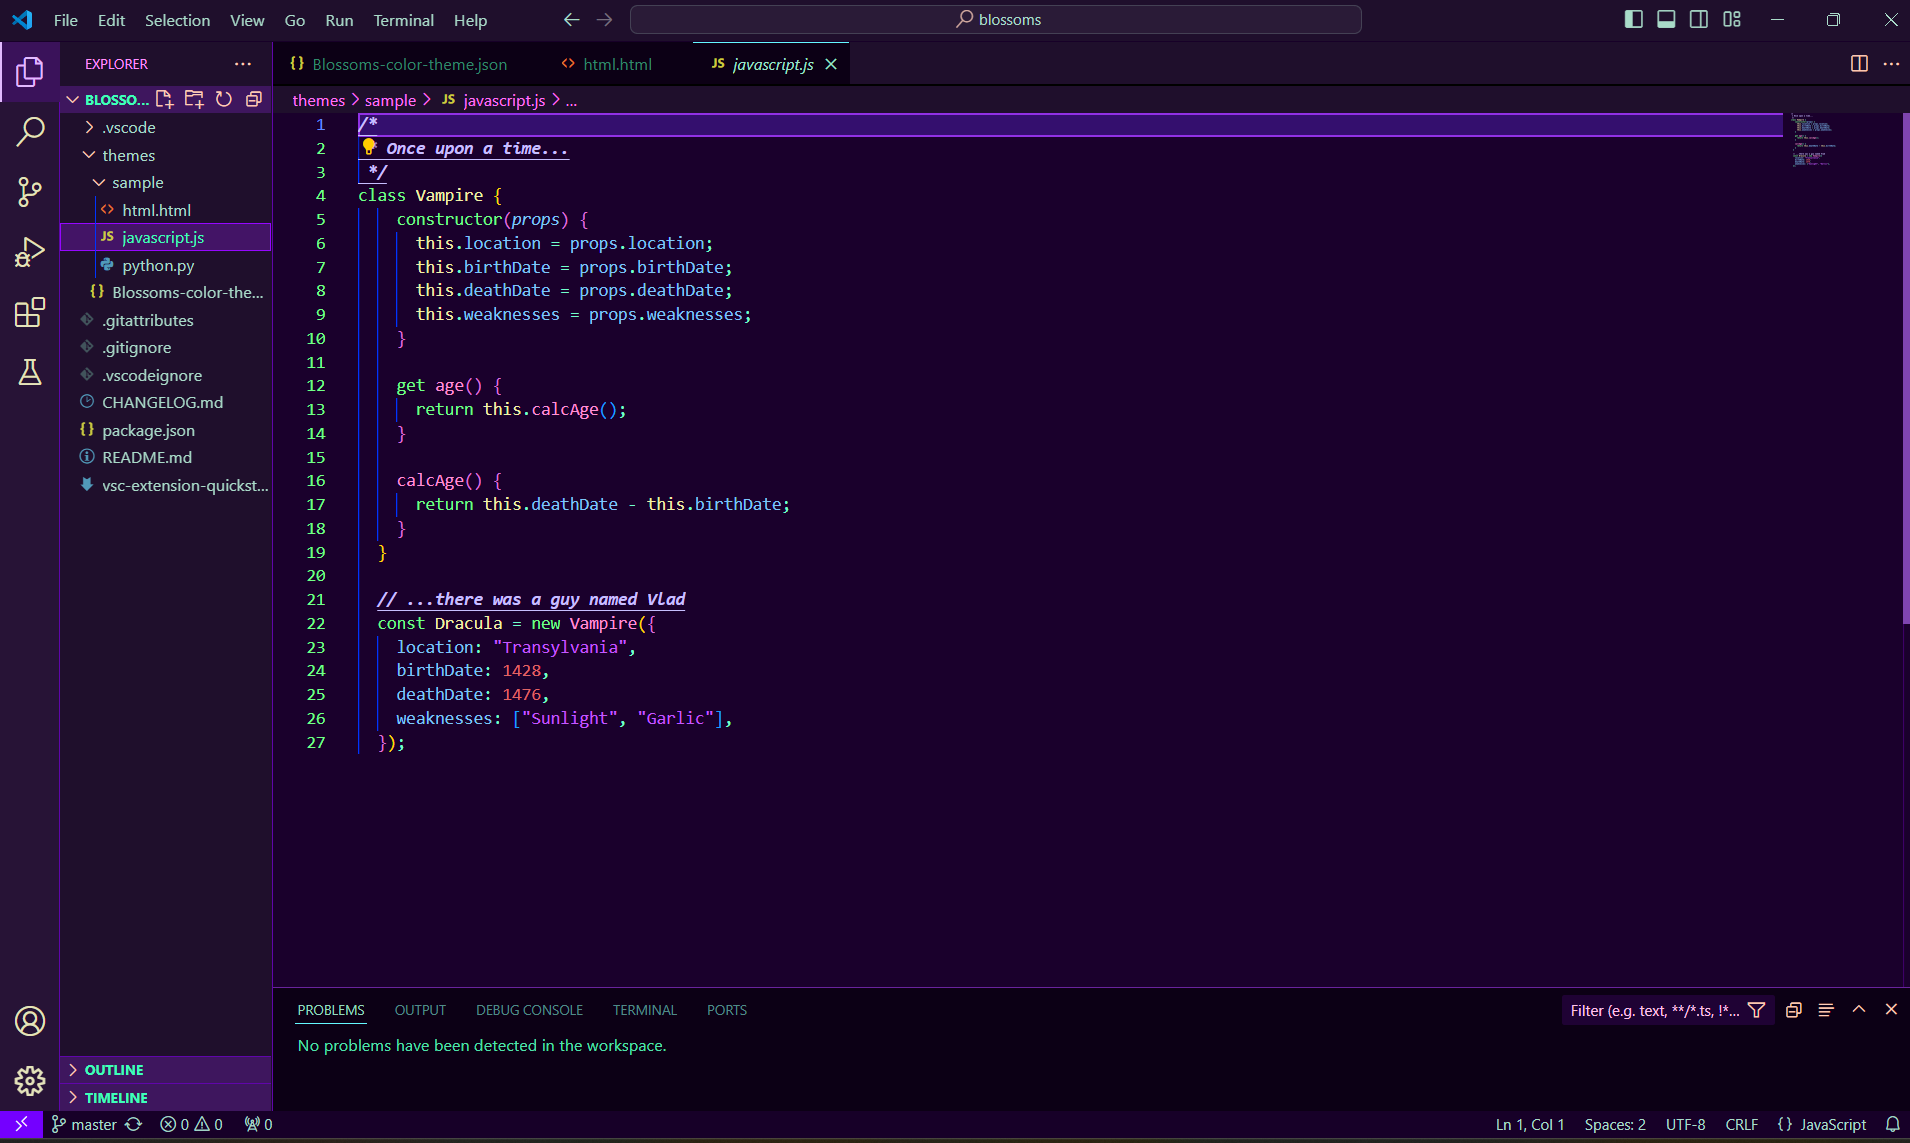 File Edit Selection View Go Run Terminal Help
blossoms
EXPLORER
Blossoms-color-theme.json
html.html
JS javascript.js
BLOSSO...
themes > sample > JS javascript.js > ...
.vscode
themes
sample
html.html
JS javascript.js
python.py
{} Blossoms-color-the...
.gitattributes
.gitignore
.vscodeignore
CHANGELOG.md
{} package.json
README.md
vsc-extension-quickst...
1 /*
2 Once upon a time...
3 */
4 class Vampire {
5 constructor(props) {
6 this.location = props.location;
7 this.birthDate = props.birthDate;
8 this.deathDate = props.deathDate;
9 this.weaknesses = props.weaknesses;
10 }
11
12 get age() {
13 return this.calcAge();
14 }
15
16 calcAge() {
17 return this.deathDate - this.birthDate;
18 }
19 }
20
21 // ...there was a guy named Vlad
22 const Dracula = new Vampire({
23 location: "Transylvania",
24 birthDate: 1428,
25 deathDate: 1476,
26 weaknesses: ["Sunlight", "Garlic"],
27 });
PROBLEMS OUTPUT DEBUG CONSOLE TERMINAL PORTS
Filter (e.g. text, **/*.ts, !*...
No problems have been detected in the workspace.
OUTLINE
TIMELINE
master 0 0 0
Ln 1, Col 1 Spaces: 2 UTF-8 CRLF {} JavaScript